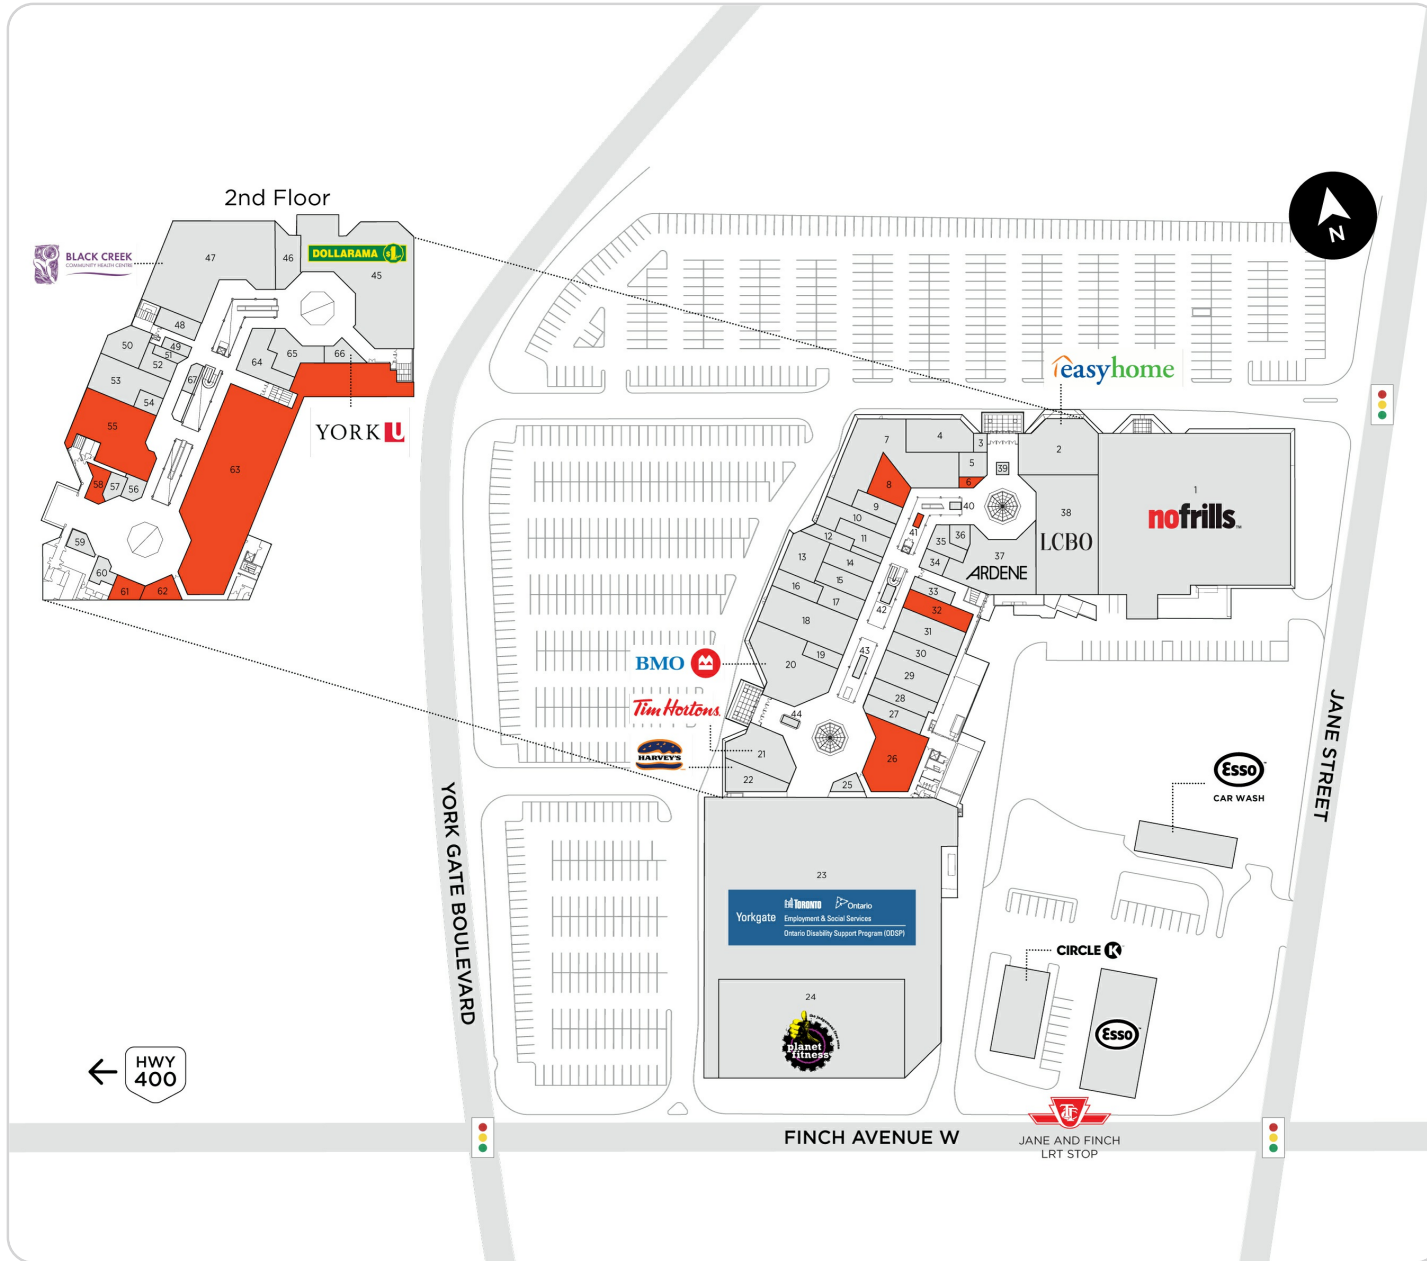 2nd Floor
BLACK CREEK
COMMUNITY HEALTH CENTRE
47
46
DOLLARAMA $1
45
48
50
49
51
52
53
54
67
64
65
66
55
YORK U
63
58
57
56
59
60
61
62
N
easyhome
7
4
3
5
39
2
8
6
1
nofrills
9
40
38
10
41
LCBO
12
11
35
36
37
ARDENE
13
14
34
16
15
33
17
42
32
18
31
43
30
19
BMO
20
29
28
Tim Hortons
44
27
HARVEY'S
21
26
22
25
JANE STREET
Esso
CAR WASH
YORK GATE BOULEVARD
23
Yorkgate
TORONTO
Ontario
Employment & Social Services
Ontario Disability Support Program (ODSP)
CIRCLE K
24
the judgement free zone
planet
fitness
Esso
HWY
400
TTC
FINCH AVENUE W
JANE AND FINCH
LRT STOP